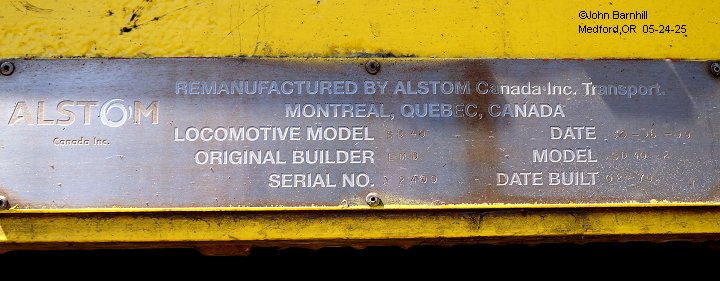 ©John Barnhill
Medford,OR 05-24-25
REMANUFACTURED BY ALSTOM Canada Inc. Transport.
ALSTOM
MONTREAL, QUEBEC, CANADA
Canada Inc.
LOCOMOTIVE MODEL DATE
ORIGINAL BUILDER EMD MODEL
SERIAL NO. DATE BUILT